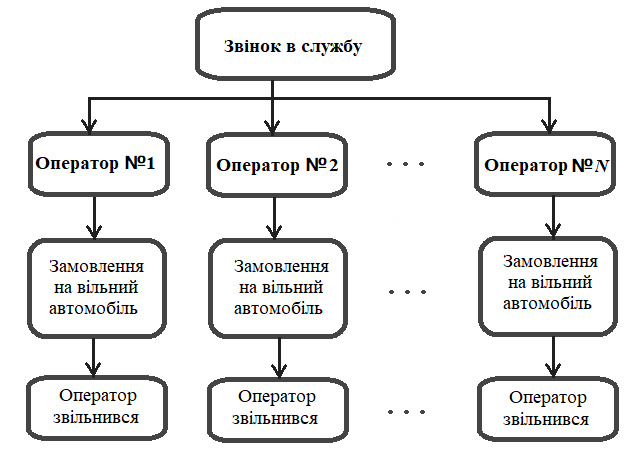 Звінок в службу
Оператор №1
Оператор №2
. . .
Оператор №N
Замовлення
на вільний
автомобіль
Замовлення
на вільний
автомобіль
. . .
Замовлення
на вільний
автомобіль
Оператор
звільнився
Оператор
звільнився
. . .
Оператор
звільнився